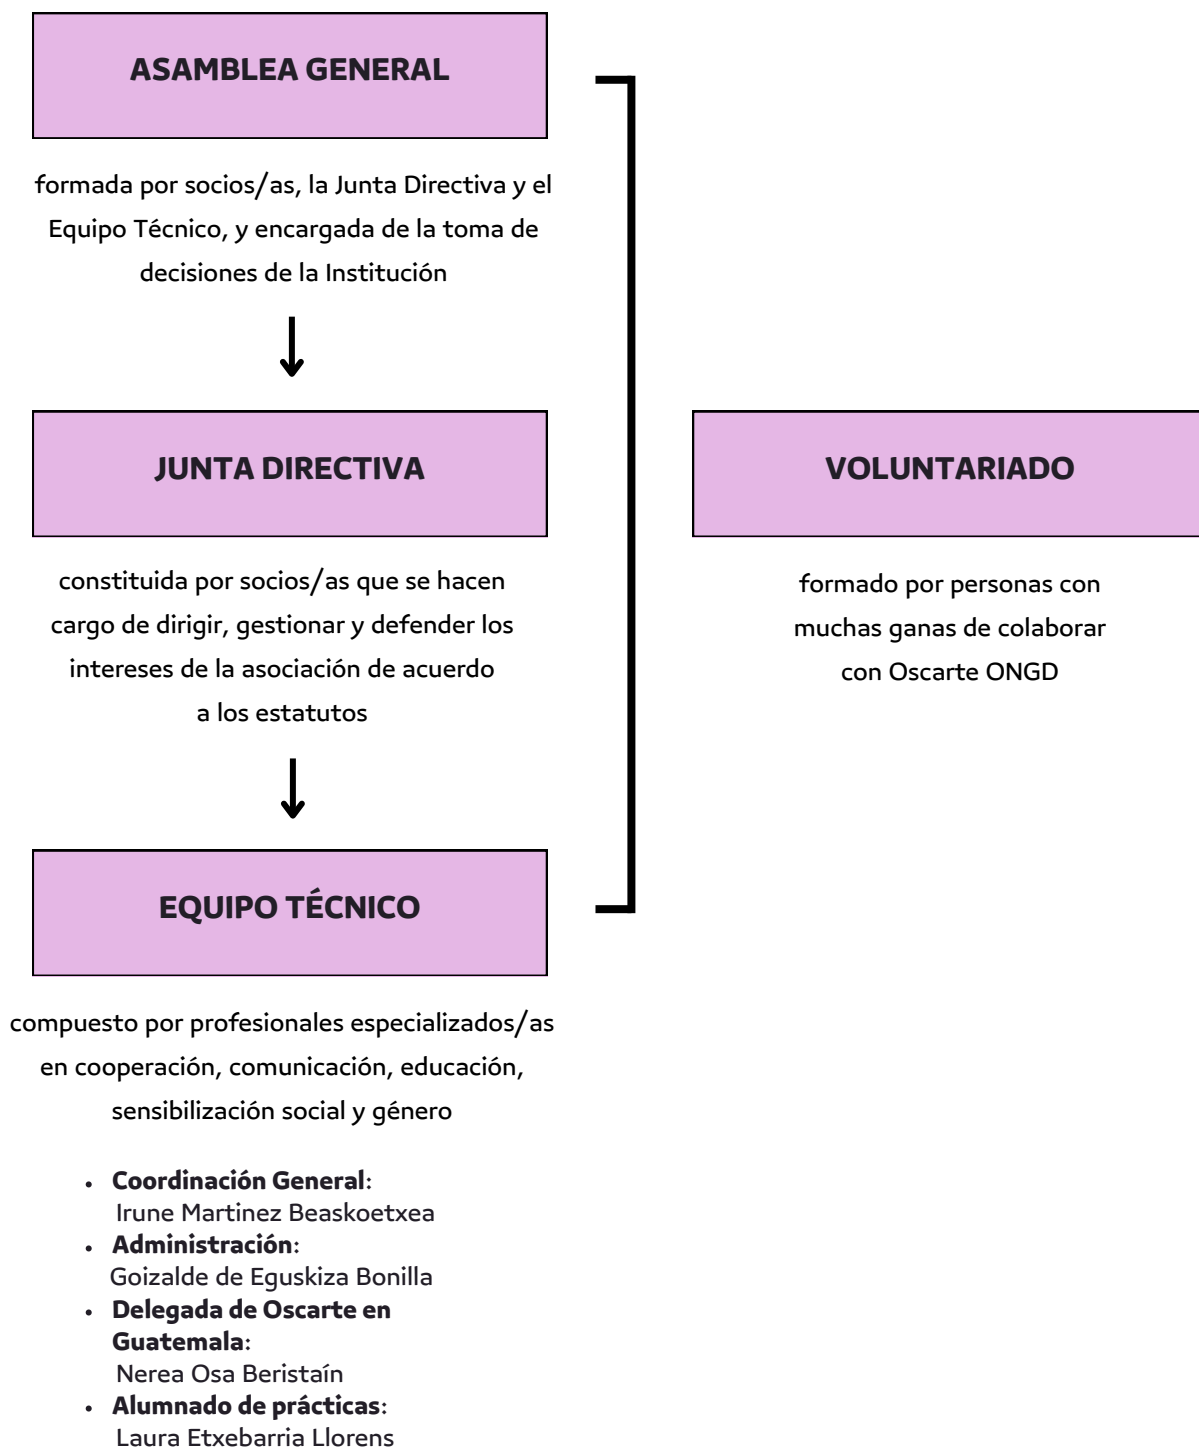 ASAMBLEA GENERAL
formada por socios/as, la Junta Directiva y el
Equipo Técnico, y encargada de la toma de
decisiones de la Institución
JUNTA DIRECTIVA
constituida por socios/as que se hacen
cargo de dirigir, gestionar y defender los
intereses de la asociación de acuerdo
a los estatutos
EQUIPO TÉCNICO
compuesto por profesionales especializados/as
en cooperación, comunicación, educación,
sensibilización social y género
• Coordinación General:
Irune Martinez Beaskoetxea
• Administración:
Goizalde de Eguskiza Bonilla
• Delegada de Oscarte en
Guatemala:
Nerea Osa Beristaín
• Alumnado de prácticas:
Laura Etxebarria Llorens
VOLUNTARIADO
formado por personas con
muchas ganas de colaborar
con Oscarte ONGD